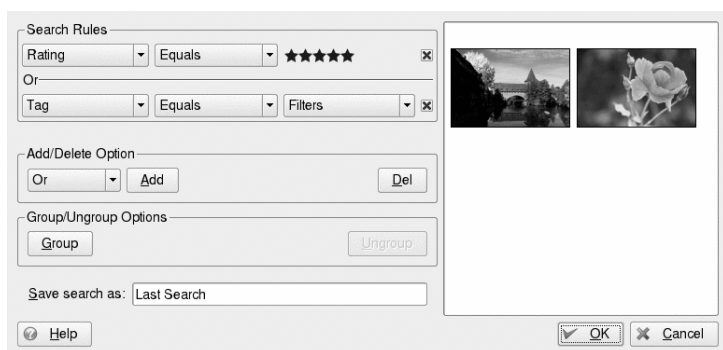 Search Rules
Rating Equals
Or
Tag Equals Filters
Add/Delete Option
Or Add Del
Group/Ungroup Options
Group Ungroup
Save search as: Last Search
Help OK Cancel